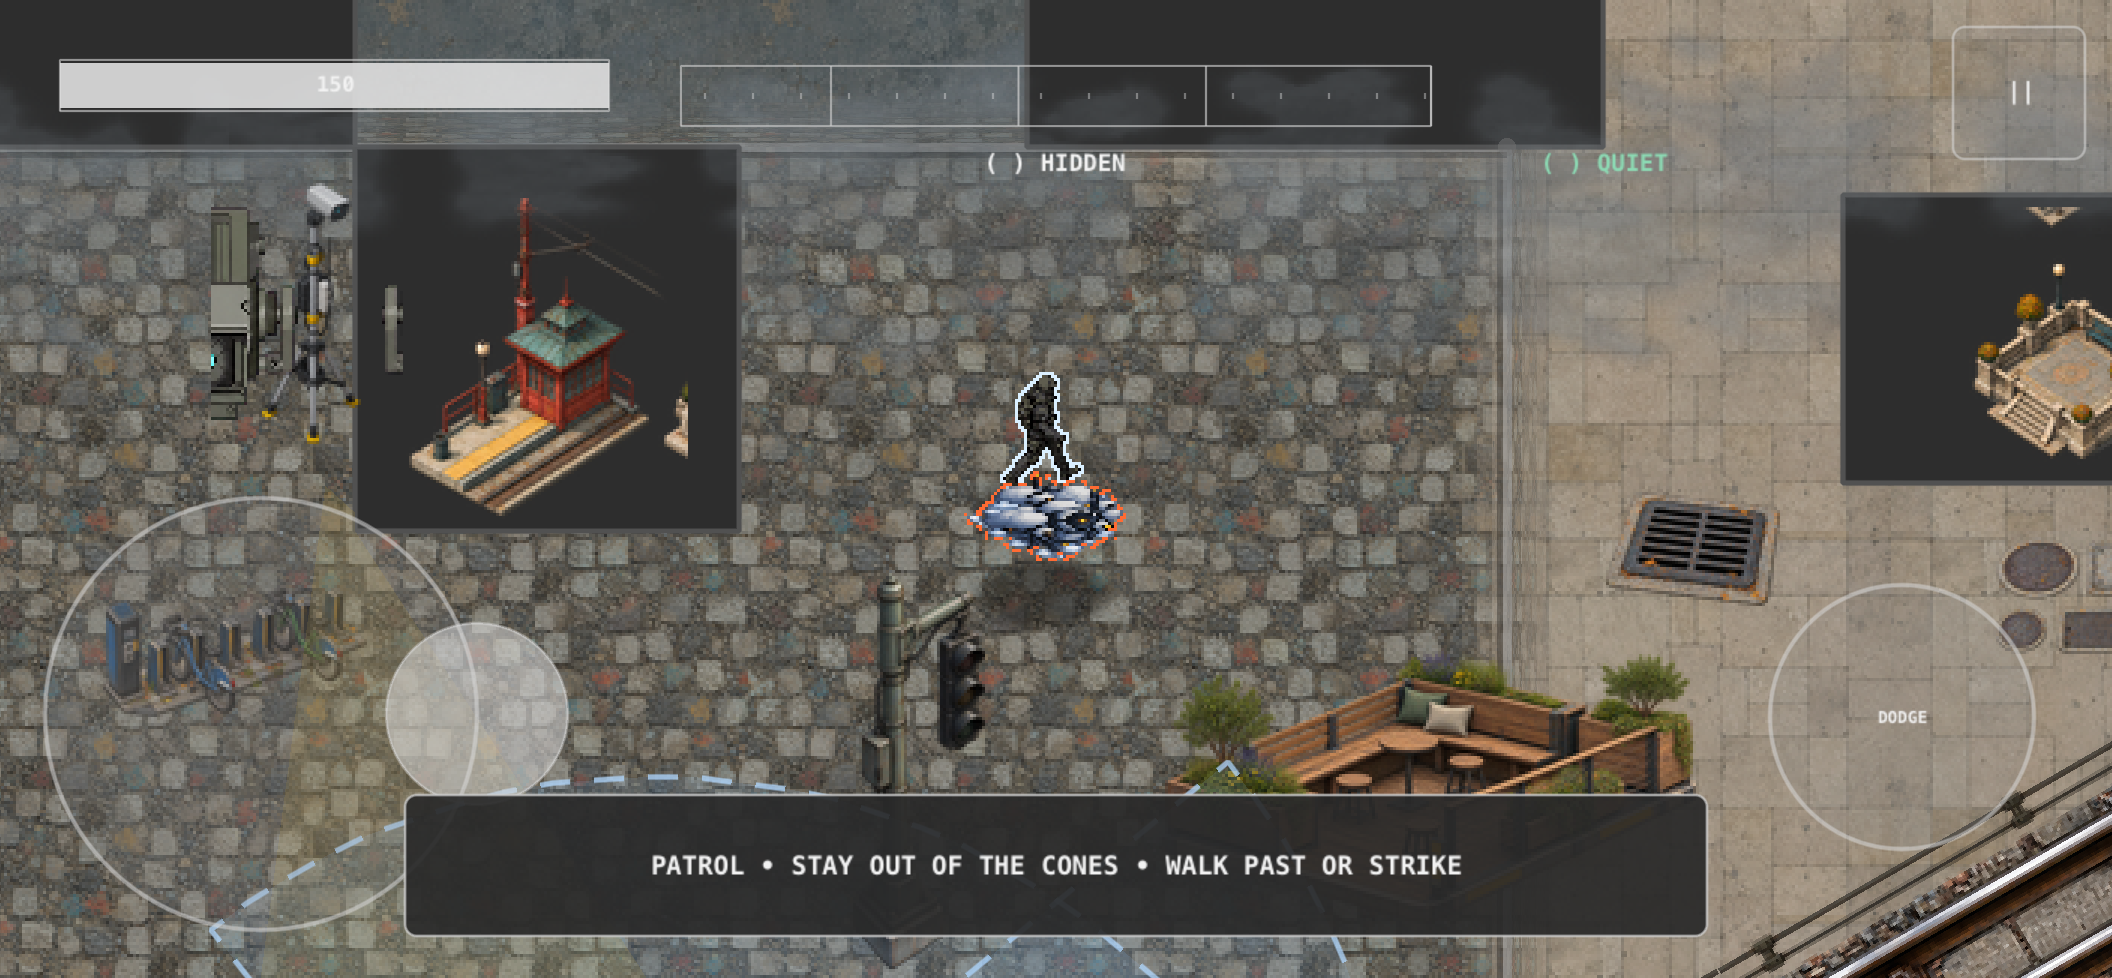 150
( ) HIDDEN
( ) QUIET
DODGE
PATROL • STAY OUT OF THE CONES • WALK PAST OR STRIKE